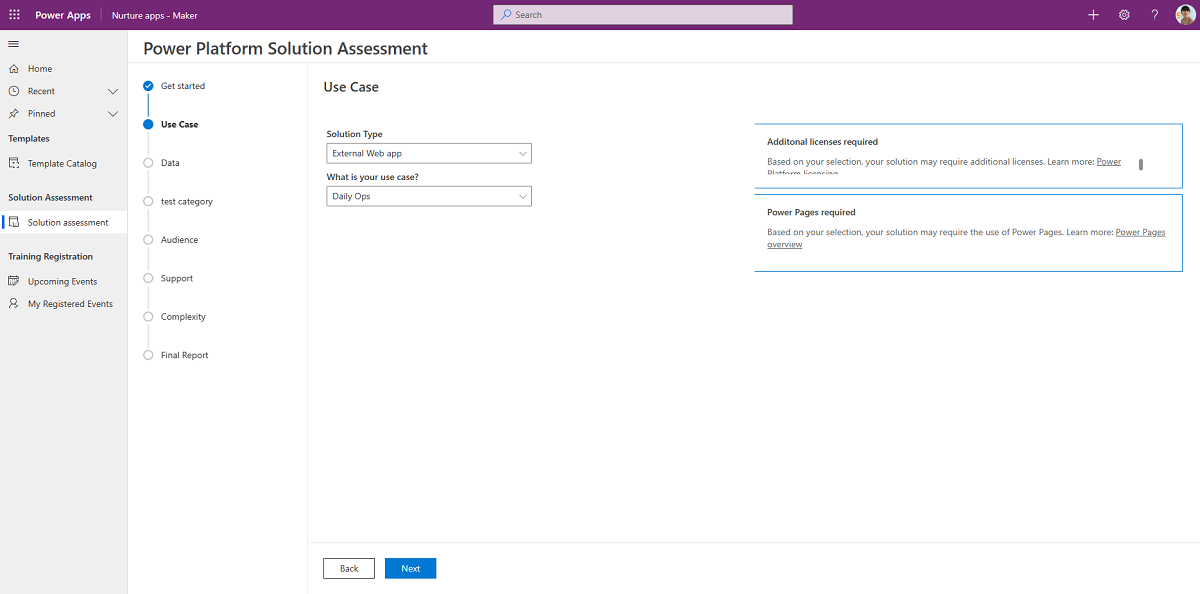 Power Apps
Nurture apps - Maker
Search
?
Home
Recent
Pinned
Templates
Template Catalog
Solution Assessment
Solution assessment
Training Registration
Upcoming Events
My Registered Events
Power Platform Solution Assessment
Get started
Use Case
Data
test category
Audience
Support
Complexity
Final Report
Use Case
Solution Type
External Web app
What is your use case?
Daily Ops
Additonal licenses required
Based on your selection, your solution may require additional licenses. Learn more: Power
Platform licensing
Power Pages required
Based on your selection, your solution may require the use of Power Pages. Learn more: Power Pages
overview
Back
Next